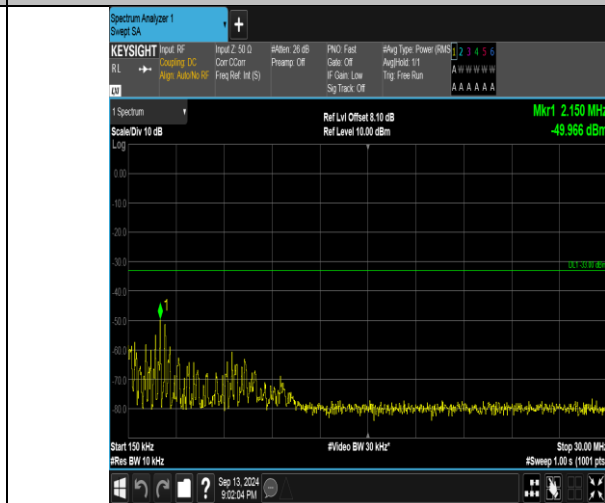 Spectrum Analyzer 1
Swept SA
+
KEYSIGHT
RL
Input: RF
Coupling: DC
Align: Auto/No RF
Input Z: 50 Ω
Corr CCorr
Freq Ref: Int (S)
#Atten: 26 dB
Preamp: Off
PNO: Fast
Gate: Off
IF Gain: Low
Sig Track: Off
#Avg Type: Power (RMS
Avg|Hold: 1/1
Trig: Free Run
1 2 3 4 5 6
A W W W W W
A A A A A A
1 Spectrum
Scale/Div 10 dB
Log
Ref Lvl Offset 8.10 dB
Ref Level 10.00 dBm
Mkr1 2.150 MHz
-49.966 dBm
0.00
-10.0
-20.0
-30.0
DL1 -33.00 dBm
-40.0
1
-50.0
-60.0
-70.0
-80.0
Start 150 kHz
#Res BW 10 kHz
#Video BW 30 kHz*
Stop 30.00 MHz
#Sweep 1.00 s (1001 pts)
?
Sep 13, 2024
9:02:04 PM